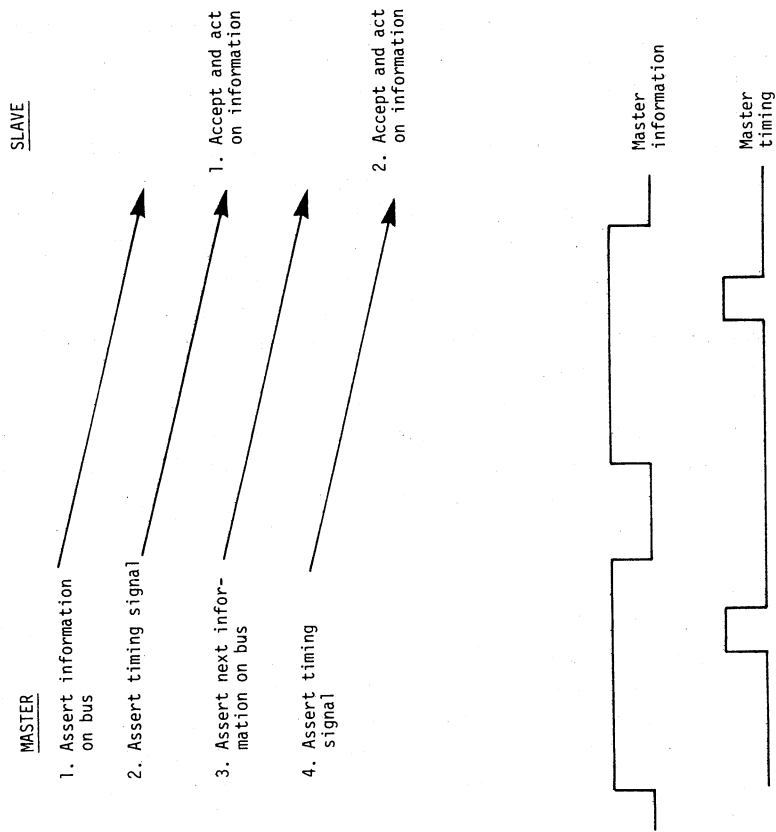 MASTER
SLAVE
1. Assert information
on bus
2. Assert timing signal
1. Accept and act
on information
3. Assert next infor-
mation on bus
4. Assert timing
signal
2. Accept and act
on information
Master
information
Master
timing